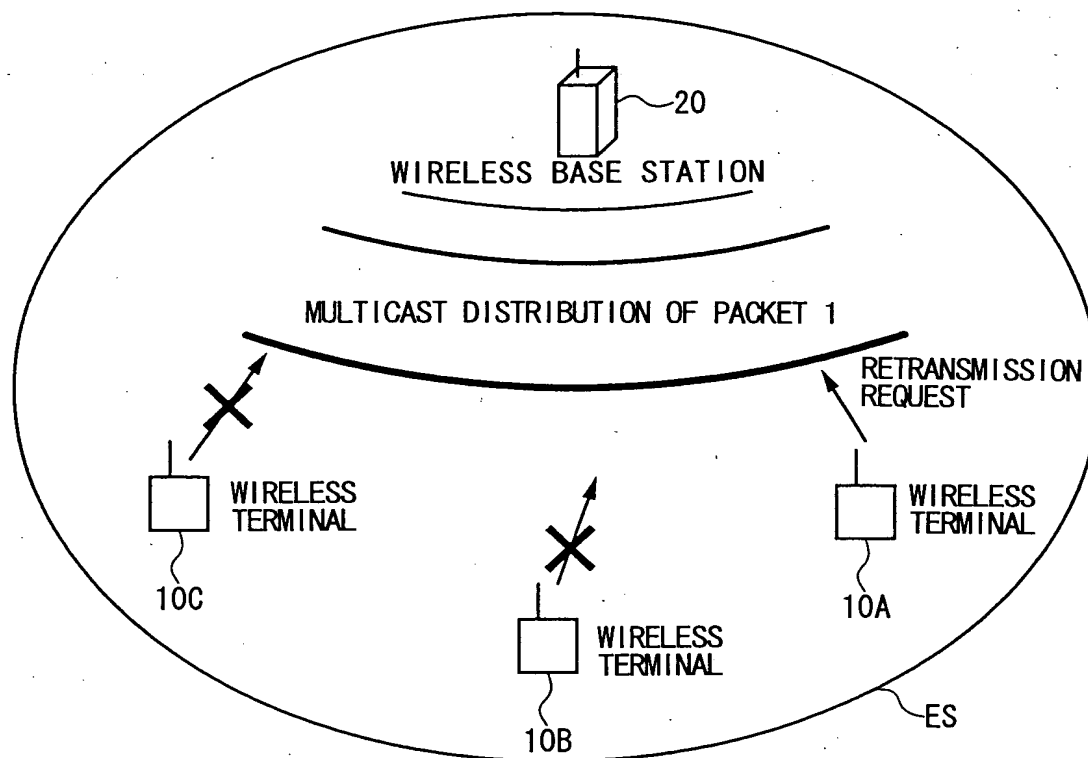 20
WIRELESS BASE STATION
MULTICAST DISTRIBUTION OF PACKET 1
RETRANSMISSION
REQUEST
WIRELESS
TERMINAL
10C
WIRELESS
TERMINAL
10A
WIRELESS
TERMINAL
10B
ES